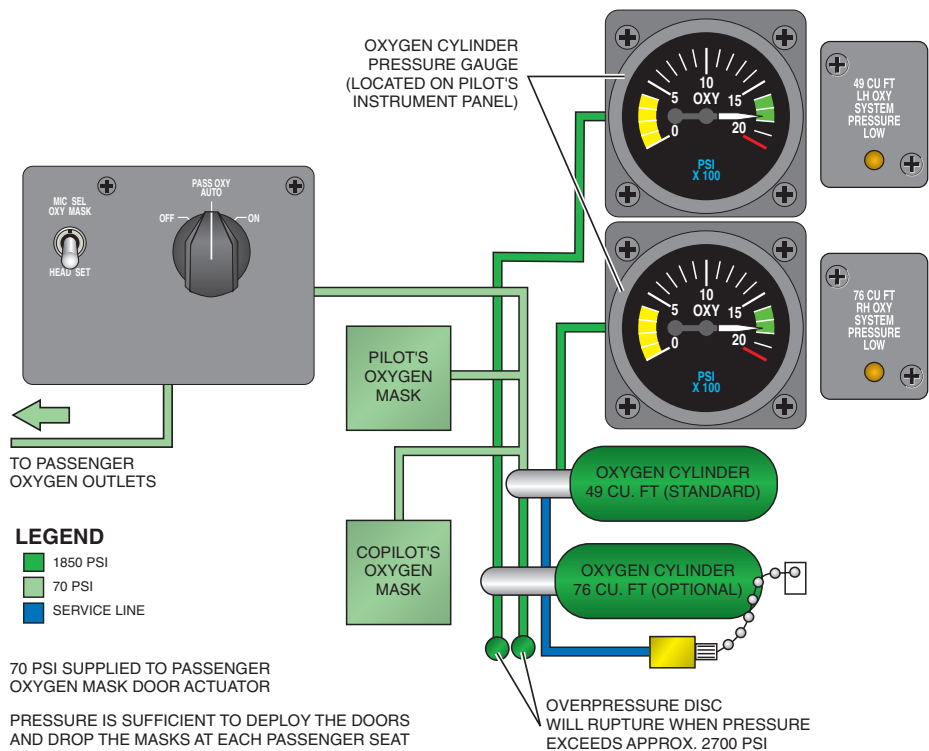 OXYGEN CYLINDER
PRESSURE GAUGE
(LOCATED ON PILOT'S
INSTRUMENT PANEL)
0
5
10
15
20
OXY
PSI
X 100
49 CU FT
LH OXY
SYSTEM
PRESSURE
LOW
MIC SEL
OXY MASK
HEAD SET
PASS OXY
AUTO
OFF
ON
0
5
10
15
20
OXY
PSI
X 100
76 CU FT
RH OXY
SYSTEM
PRESSURE
LOW
PILOT'S
OXYGEN
MASK
TO PASSENGER
OXYGEN OUTLETS
OXYGEN CYLINDER
49 CU. FT (STANDARD)
COPILOT'S
OXYGEN
MASK
OXYGEN CYLINDER
76 CU. FT (OPTIONAL)
LEGEND
1850 PSI
70 PSI
SERVICE LINE
70 PSI SUPPLIED TO PASSENGER
OXYGEN MASK DOOR ACTUATOR
PRESSURE IS SUFFICIENT TO DEPLOY THE DOORS
AND DROP THE MASKS AT EACH PASSENGER SEAT
OVERPRESSURE DISC
WILL RUPTURE WHEN PRESSURE
EXCEEDS APPROX. 2700 PSI